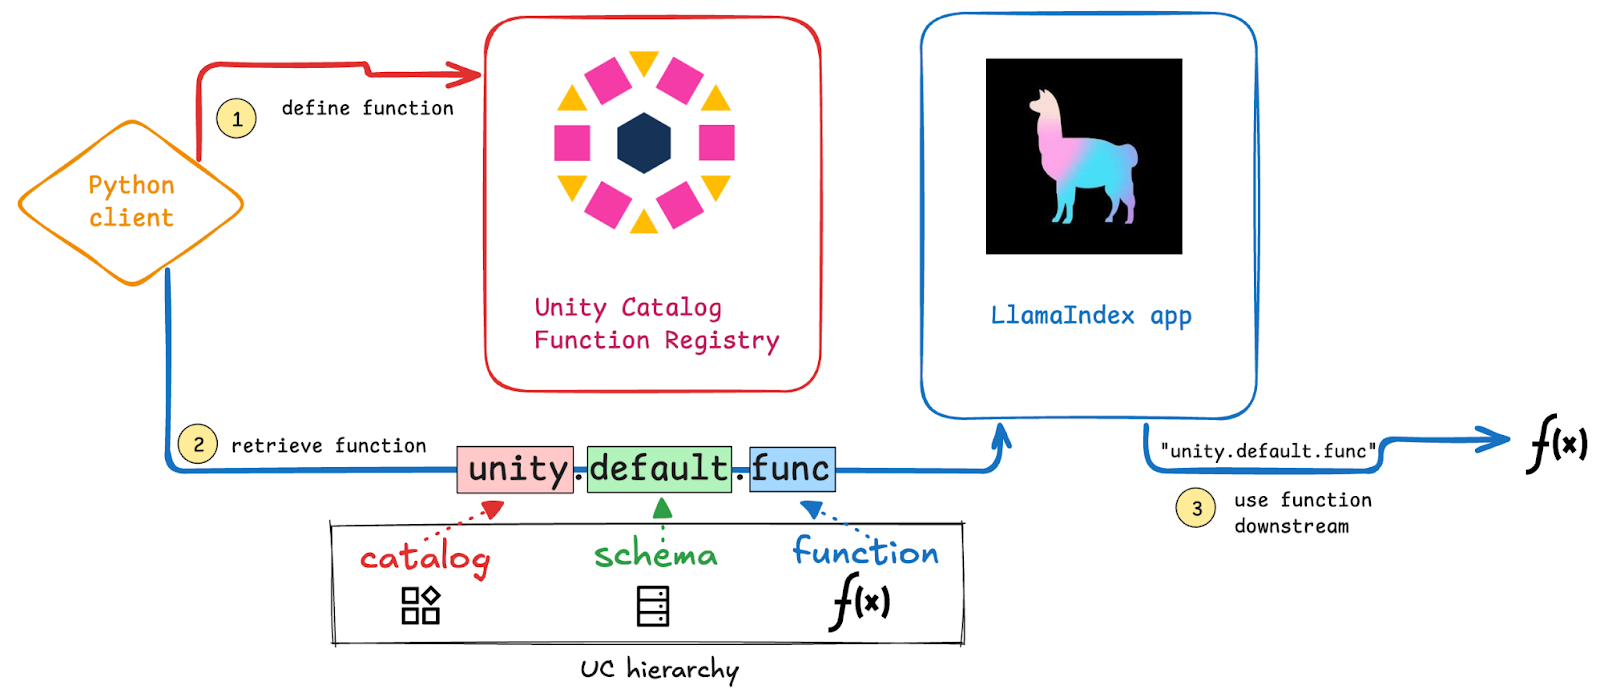 1
define function
Python
client
Unity Catalog
Function Registry
LlamaIndex app
2
retrieve function
unity.default.func
"unity.default.func"
f(x)
3
use function
downstream
catalog
schema
function
f(x)
UC hierarchy